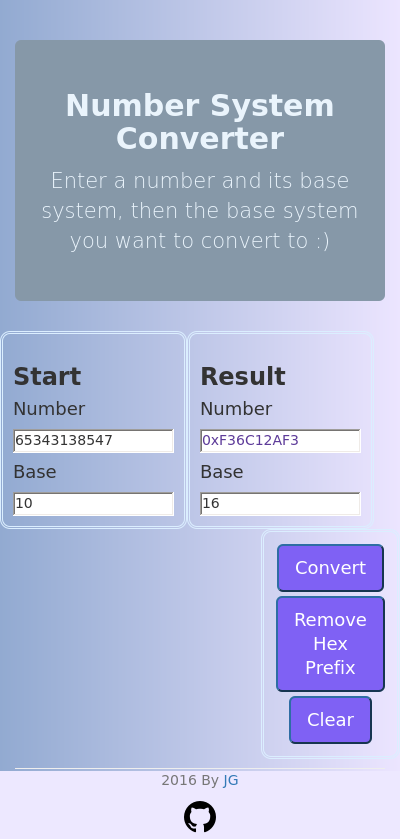 Number System
Converter
Enter a number and its base
system, then the base system
you want to convert to :)
Start
Number
65343138547
Base
10
Result
Number
0xF36C12AF3
Base
16
Convert
Remove
Hex
Prefix
Clear
2016 By JG